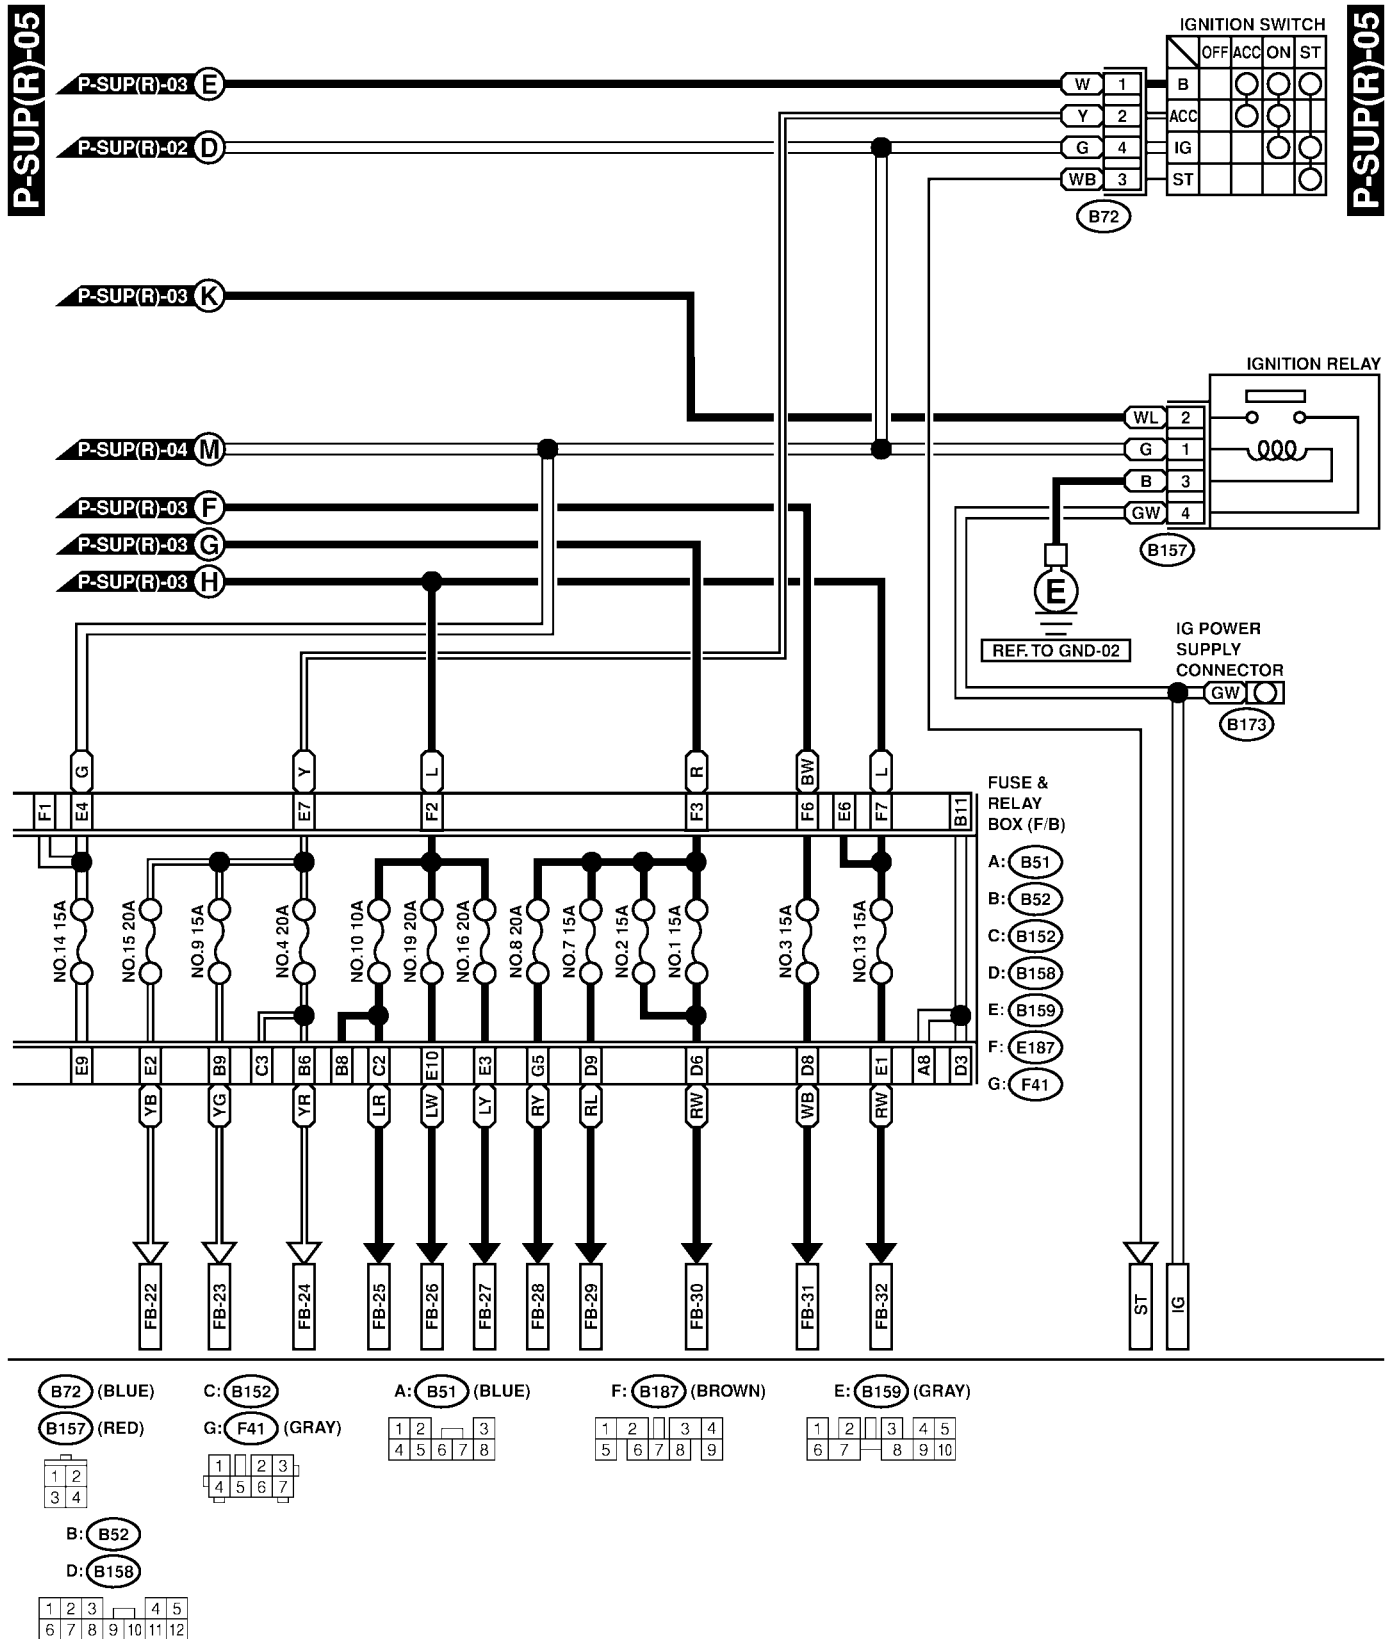 P-SUP(R)-05
P-SUP(R)-05
IGNITION SWITCH
OFF ACC ON ST
P-SUP(R)-03 E W 1 B
Y 2 ACC
P-SUP(R)-02 D G 4 IG
WB 3 ST
B72
P-SUP(R)-03 K
IGNITION RELAY
WL 2
P-SUP(R)-04 M G 1
B 3
P-SUP(R)-03 F GW 4
P-SUP(R)-03 G B157
P-SUP(R)-03 H
E
REF. TO GND-02
IG POWER
SUPPLY
CONNECTOR
GW
B173
G Y L R BW L
F1 E4 E7 F2 F3 F6 E6 F7 B11
FUSE &
RELAY
BOX (F/B)
A: B51
B: B52
C: B152
D: B158
E: B159
F: E187
G: F41
NO.14 15A
NO.15 20A
NO.9 15A
NO.4 20A
NO.10 10A
NO.19 20A
NO.16 20A
NO.8 20A
NO.7 15A
NO.2 15A
NO.1 15A
NO.3 15A
NO.13 15A
E9 E2 B9 C3 B6 B8 C2 E10 E3 G5 D9 D6 D8 E1 A8 D3
YB YG YR LR LW LY RY RL RW WB RW
FB-22 FB-23 FB-24 FB-25 FB-26 FB-27 FB-28 FB-29 FB-30 FB-31 FB-32 ST IG
B72 (BLUE)
B157 (RED)
1 2
3 4
C: B152
G: F41 (GRAY)
1 2 3
4 5 6 7
A: B51 (BLUE)
1 2 3
4 5 6 7 8
F: B187 (BROWN)
1 2 3 4
5 6 7 8 9
E: B159 (GRAY)
1 2 3 4 5
6 7 8 9 10
B: B52
D: B158
1 2 3 4 5
6 7 8 9 10 11 12